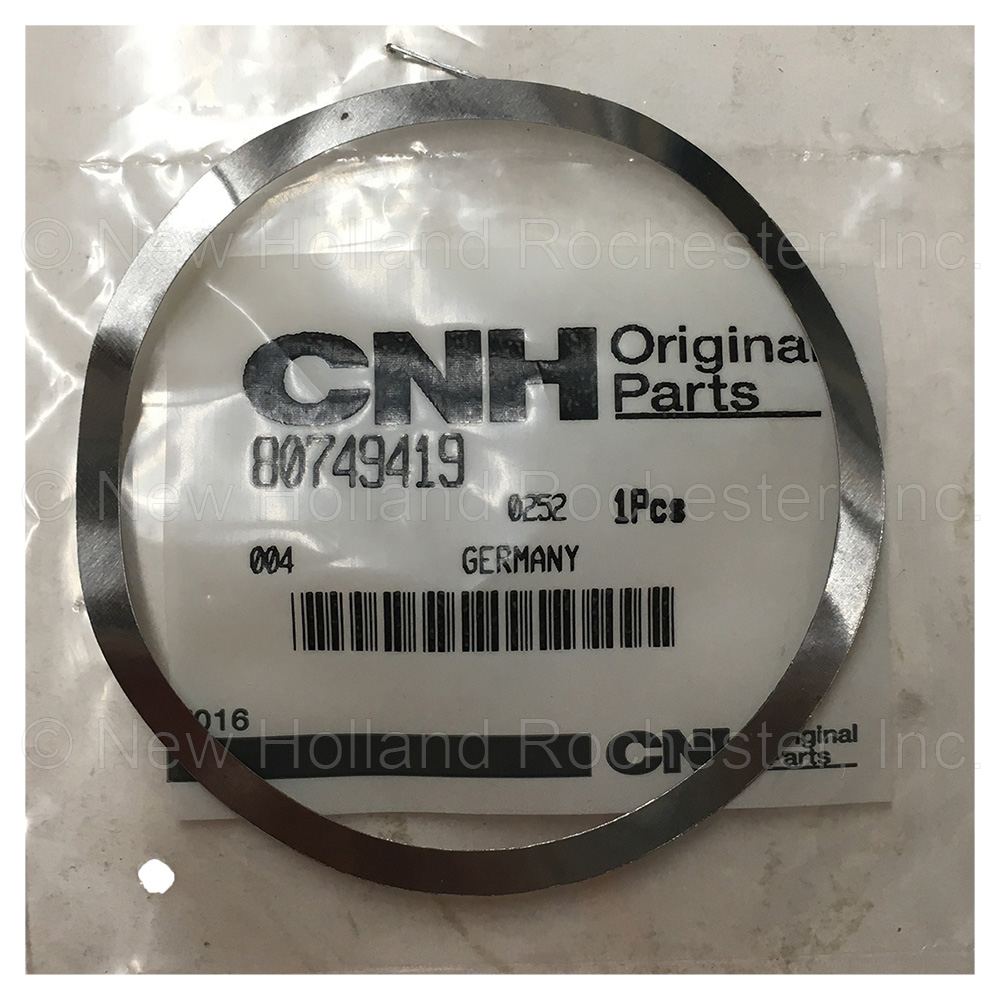 © New Holland Rochester, Inc.
CNH Original
Parts
80749419
© New Holland Rochester, Inc.
0252 1Pcs
004 GERMANY
016
© New Holland Rochester, Inc.
CNH Original
Parts